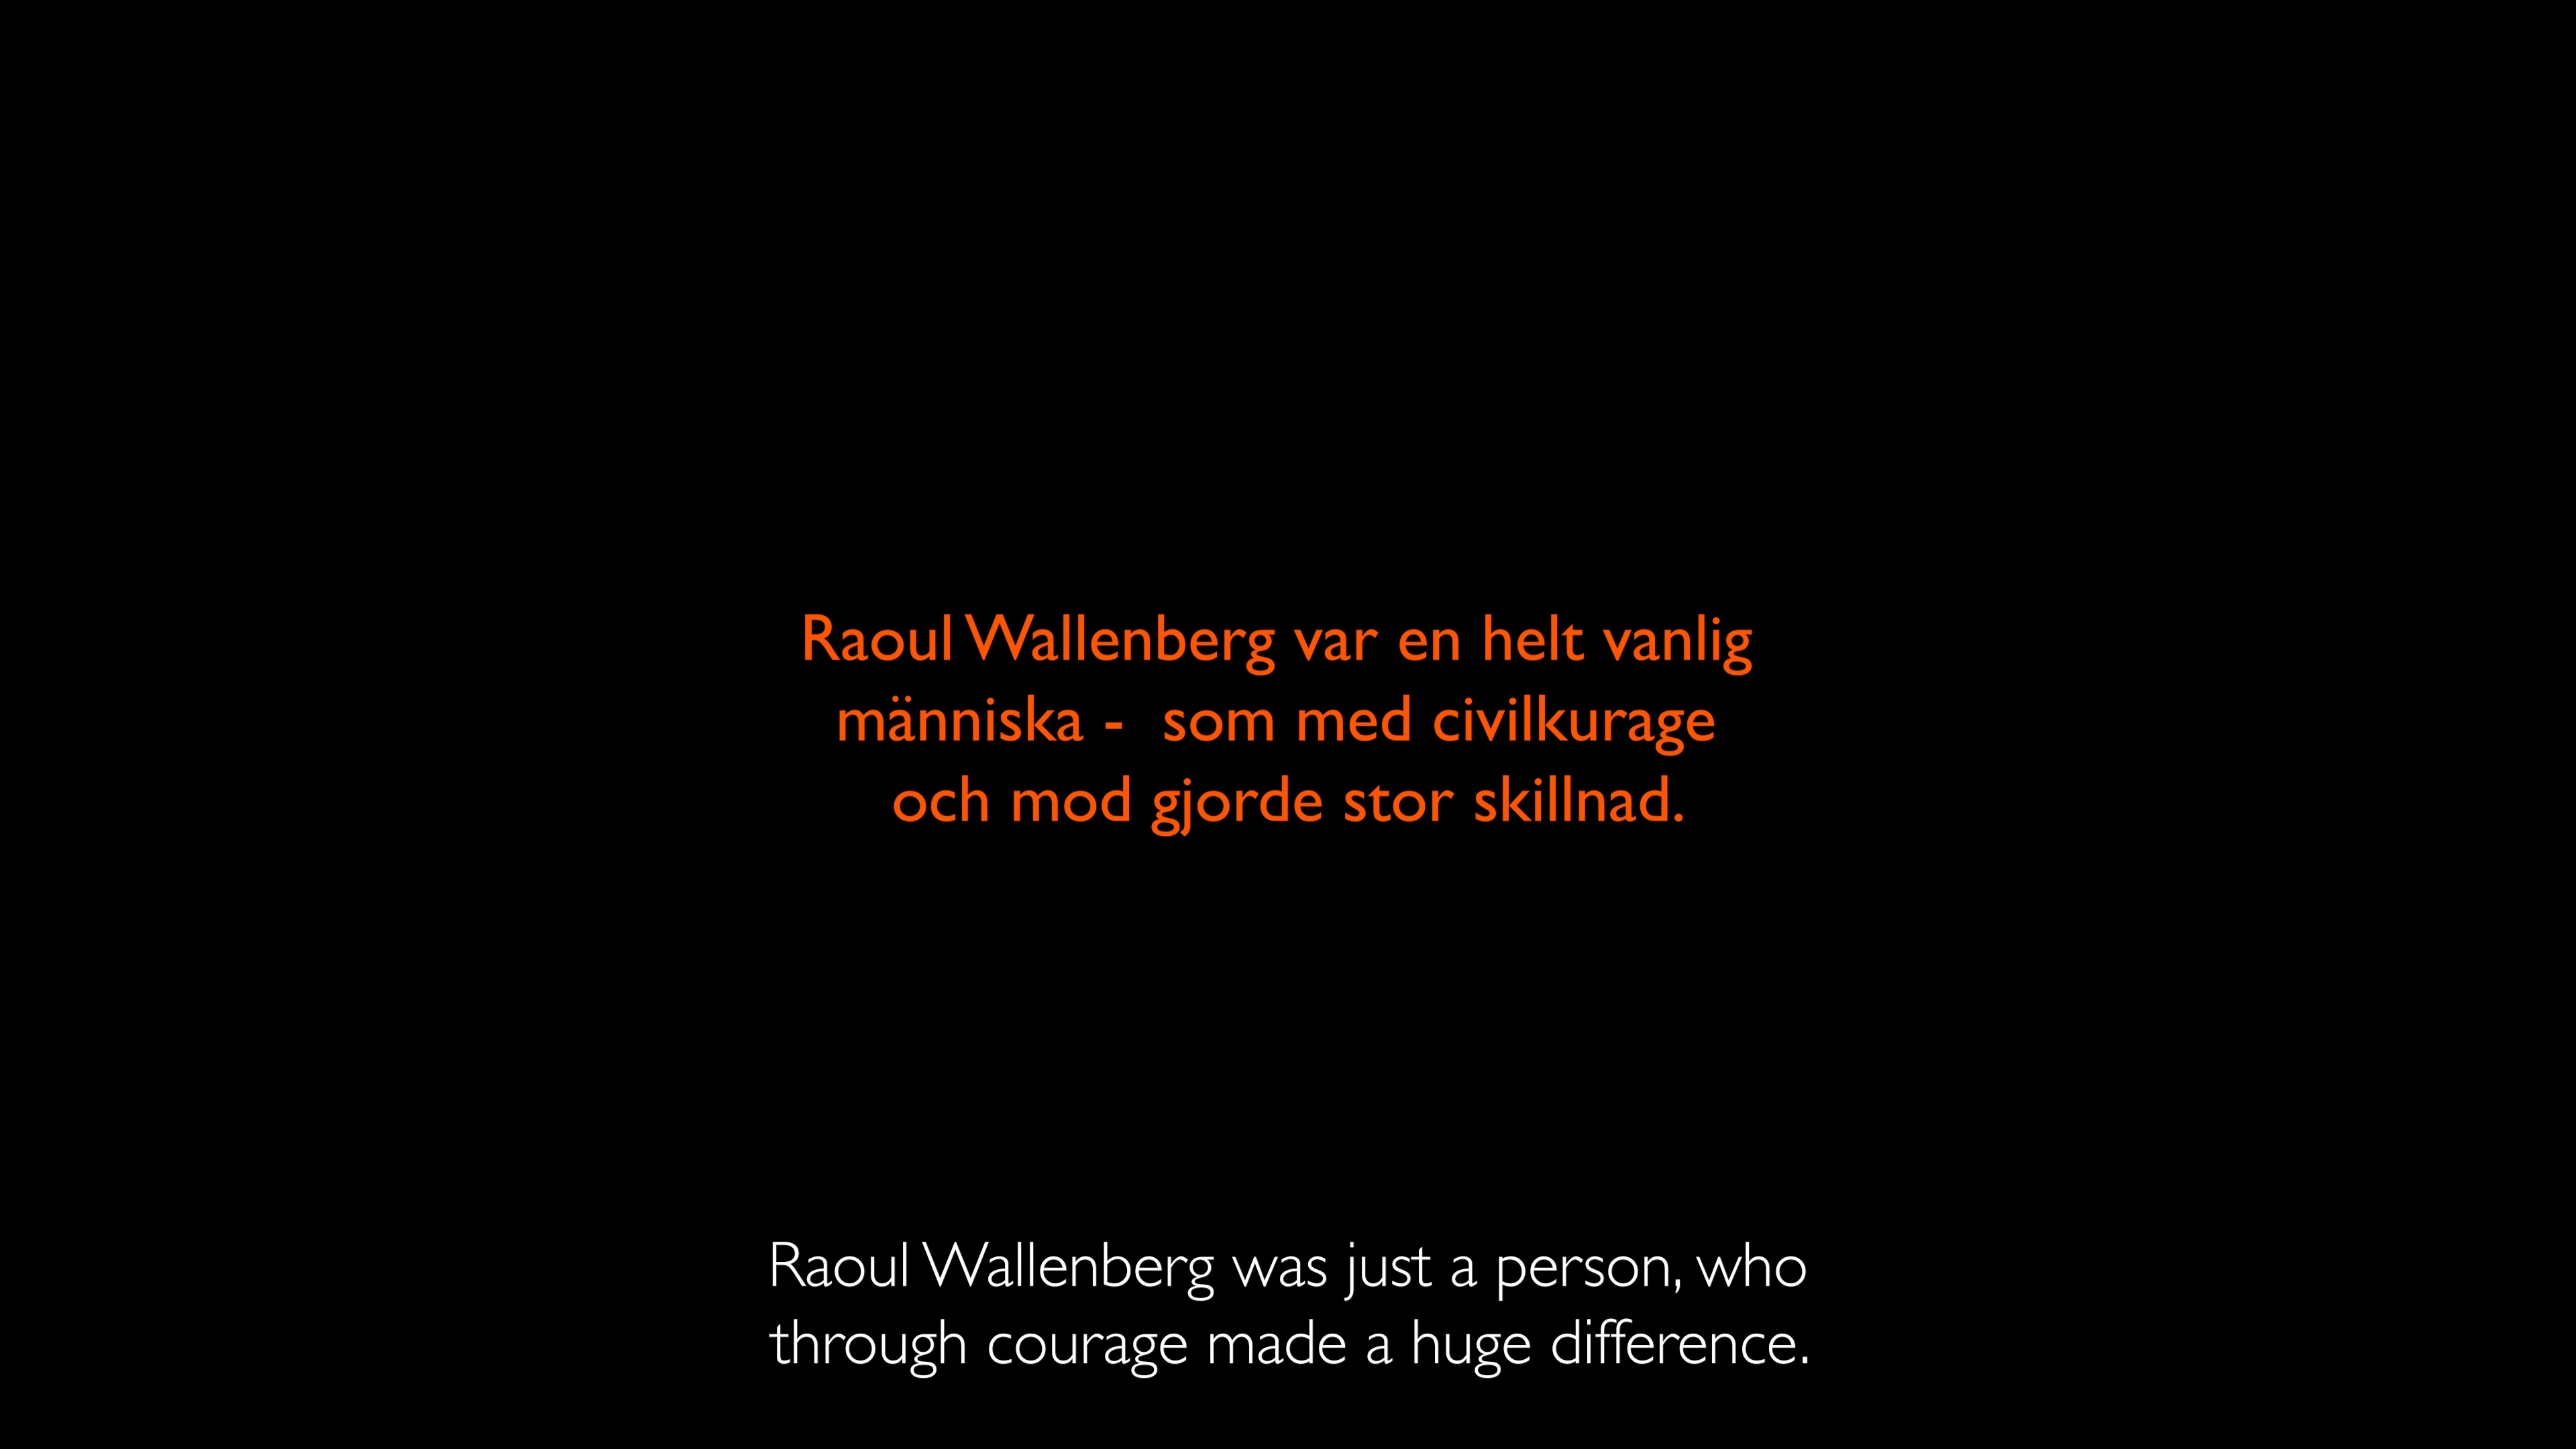 Raoul Wallenberg var en helt vanlig
människa -  som med civilkurage
och mod gjorde stor skillnad.
Raoul Wallenberg was just a person, who
through courage made a huge difference.